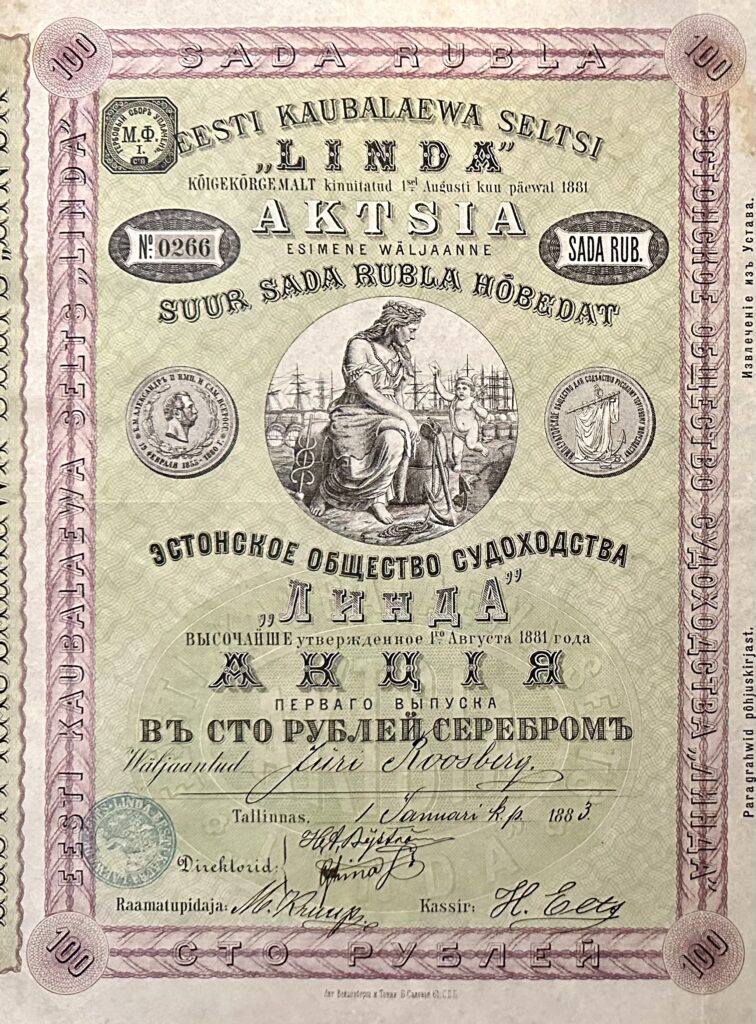 100
SADA RUBLA
100
EESTI KAUBALAEWA SELTSI
„LINDA”
KÕIGEKÕRGEMALT kinnitatud 1sel Augusti kuu päewal 1881
AKTSIA
ESIMENE WÄLJAANNE
М.Ф.
I.
№ 0266
SADA RUB.
SUUR SADA RUBLA HÕBEDAT
ЭСТОНСКОЕ ОБЩЕСТВО СУДОХОДСТВА
„ЛИНДА”
ВЫСОЧАЙШЕ утвержденное 1го Августа 1881 года
АКЦІЯ
ПЕРВАГО ВЫПУСКА
ВЪ СТО РУБЛЕЙ СЕРЕБРОМЪ
Wäljaantud Jüri Roosberg.
Tallinnas, 1 Januari k.p. 1883.
Direktorid:
Raamatupidaja: M. Kruup.
Kassir: H.
100
СТО РУБЛЕЙ
100
EESTI KAUBALAEWA SELTS „LINDA”
ЭСТОНСКОЕ ОБЩЕСТВО СУДОХОДСТВА „ЛИНДА”
Извлеченіе изъ Устава.
Paragrahwid põhjuskirjast.